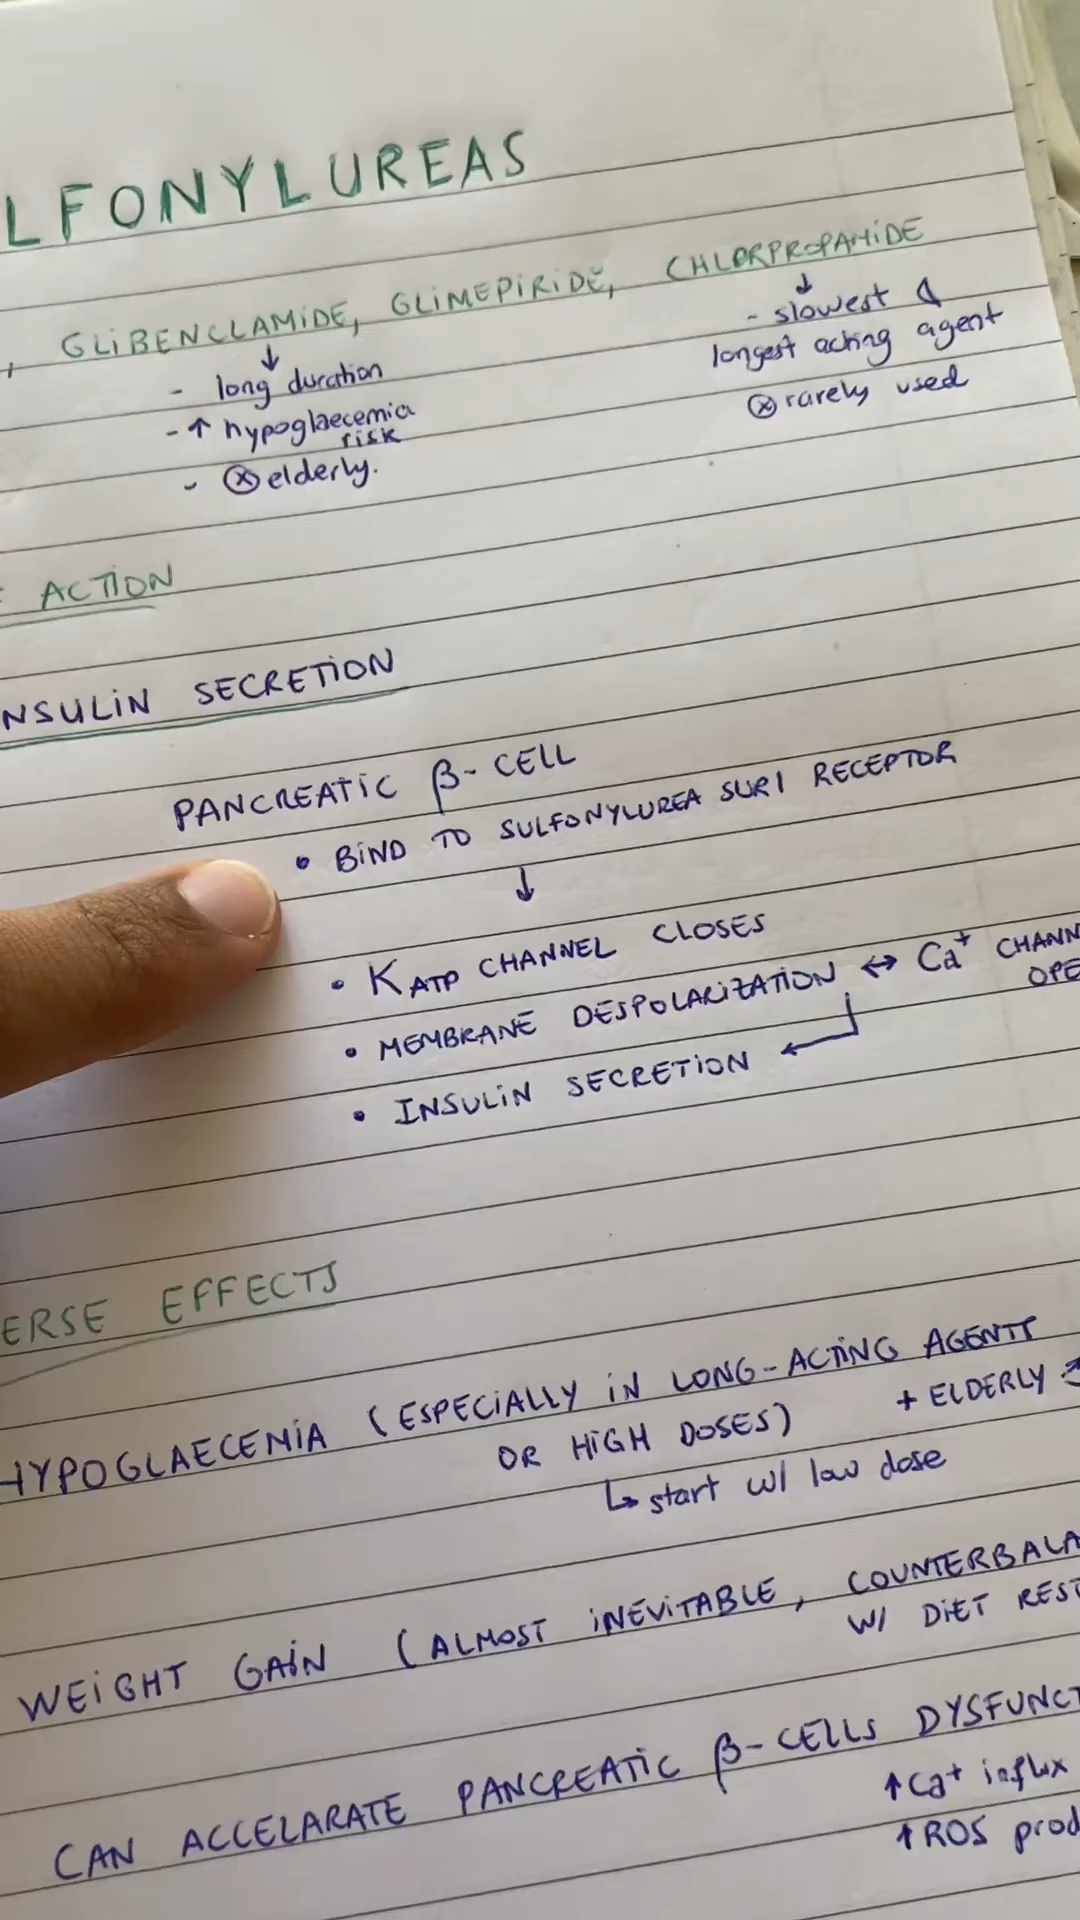 LFONYLUREAS
, GLIBENCLAMIDE, GLIMEPIRIDE, CHLORPROPAMIDE
↓
- long duration
- ↑ hypoglaecemia
risk
- ⊗ elderly.
↓
- slowest &
longest acting agent
⊗ rarely used
ACTION
NSULIN SECRETION
PANCREATIC β-CELL
• BIND TO SULFONYLUREA SUR1 RECEPTOR
↓
• KATP CHANNEL CLOSES
• MEMBRANE DESPOLARIZATION ↔ Ca+ CHANN
OPE
• INSULIN SECRETION ←
ERSE EFFECTS
HYPOGLAECEMIA (ESPECIALLY IN LONG-ACTING AGENTS
OR HIGH DOSES) + ELDERLY
↳ start w/ low dose
WEIGHT GAIN (ALMOST INEVITABLE, COUNTERBALA
W/ DIET REST
CAN ACCELARATE PANCREATIC β-CELLS DYSFUNCT
↑Ca+ influx
↑ROS prod